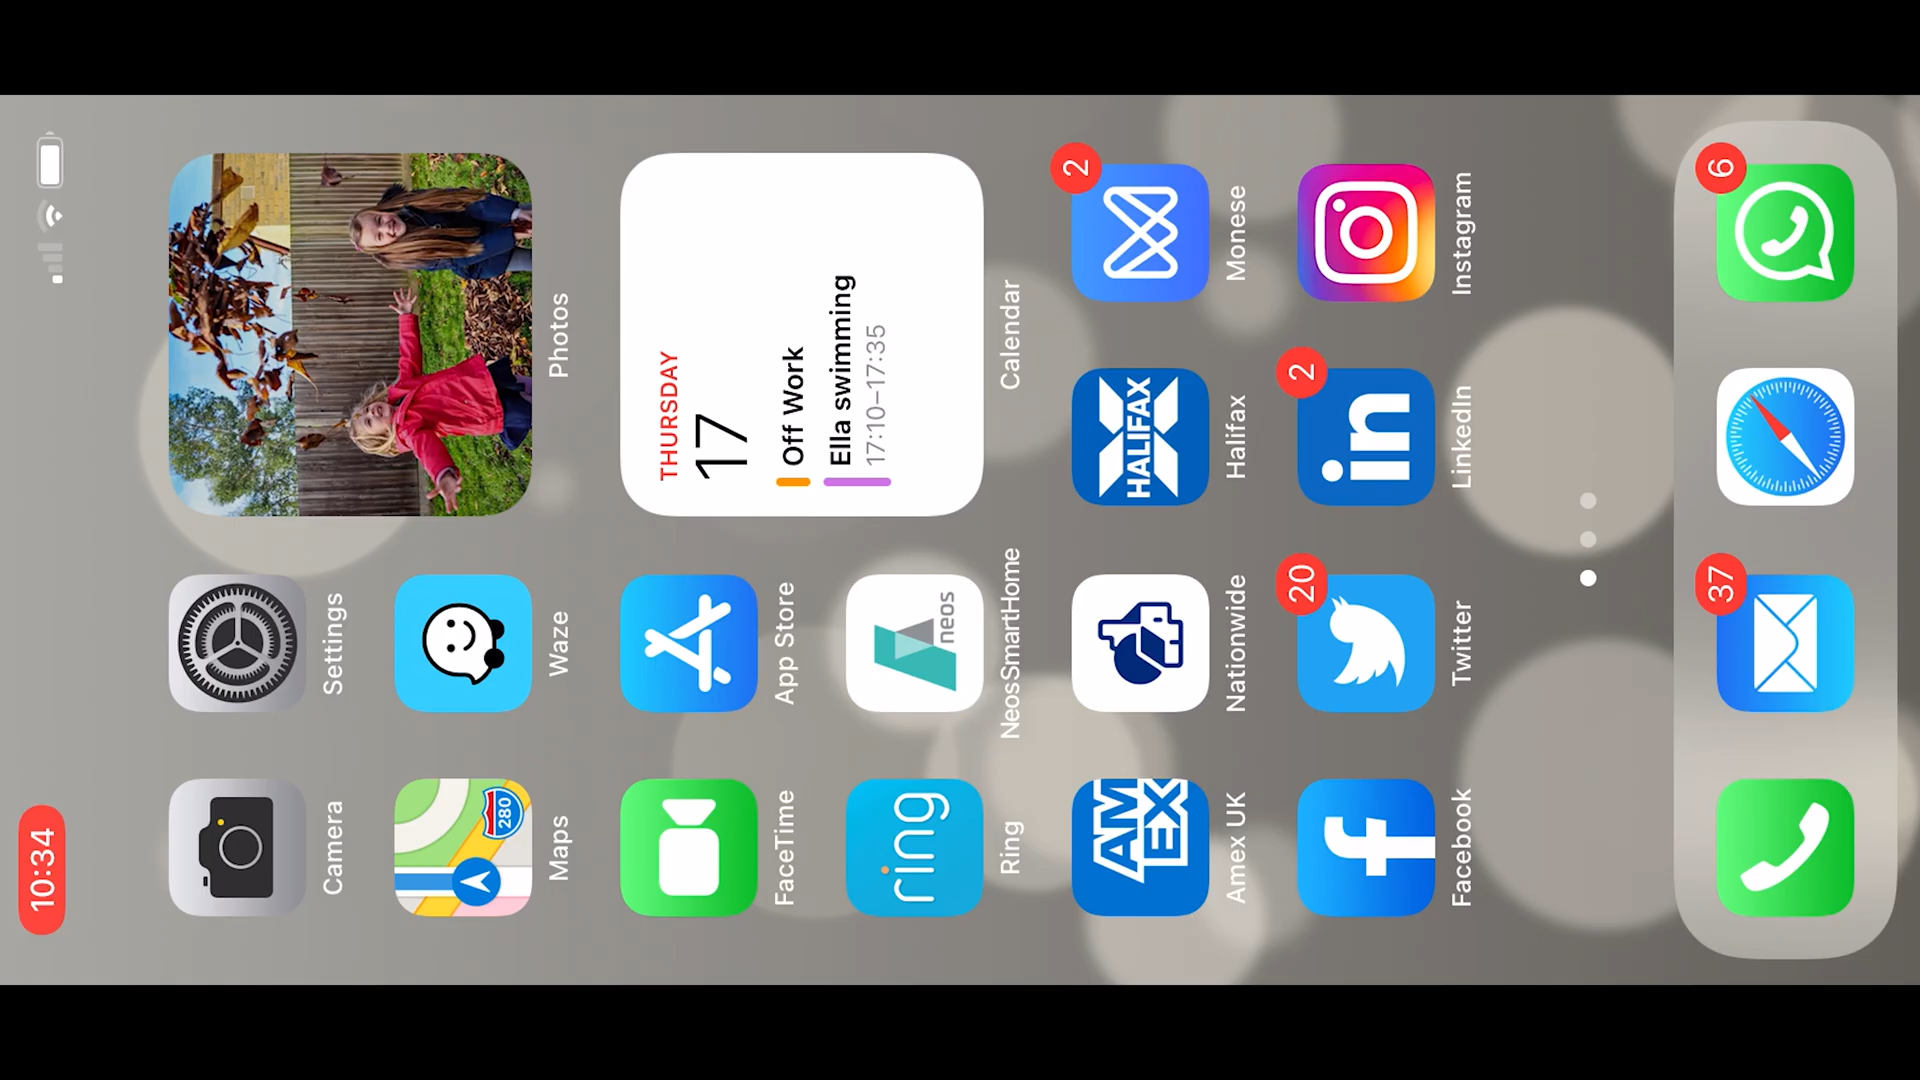 10:34
Camera Settings
280
Maps Waze Photos
THURSDAY
17
Off Work
Ella swimming
17:10–17:35
FaceTime App Store
ring neos
Ring NeosSmartHome Calendar
AM
EX
HALIFAX
2
Amex UK Nationwide Halifax Monese
20 2
f in
Facebook Twitter LinkedIn Instagram
37 6